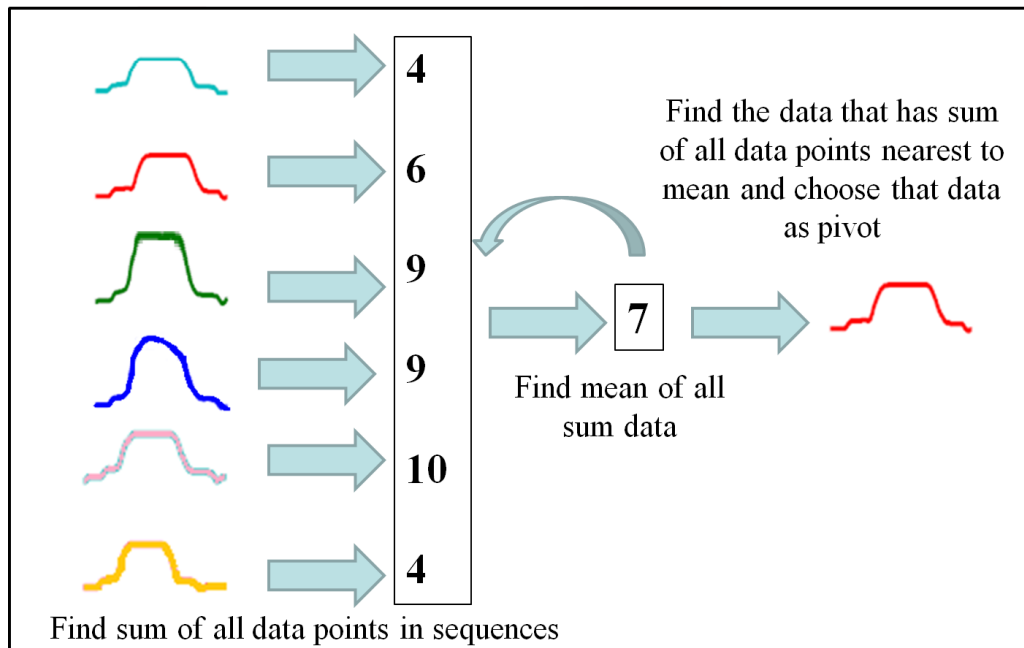 4
6
9
9
10
4
Find sum of all data points in sequences
7
Find mean of all
sum data
Find the data that has sum
of all data points nearest to
mean and choose that data
as pivot